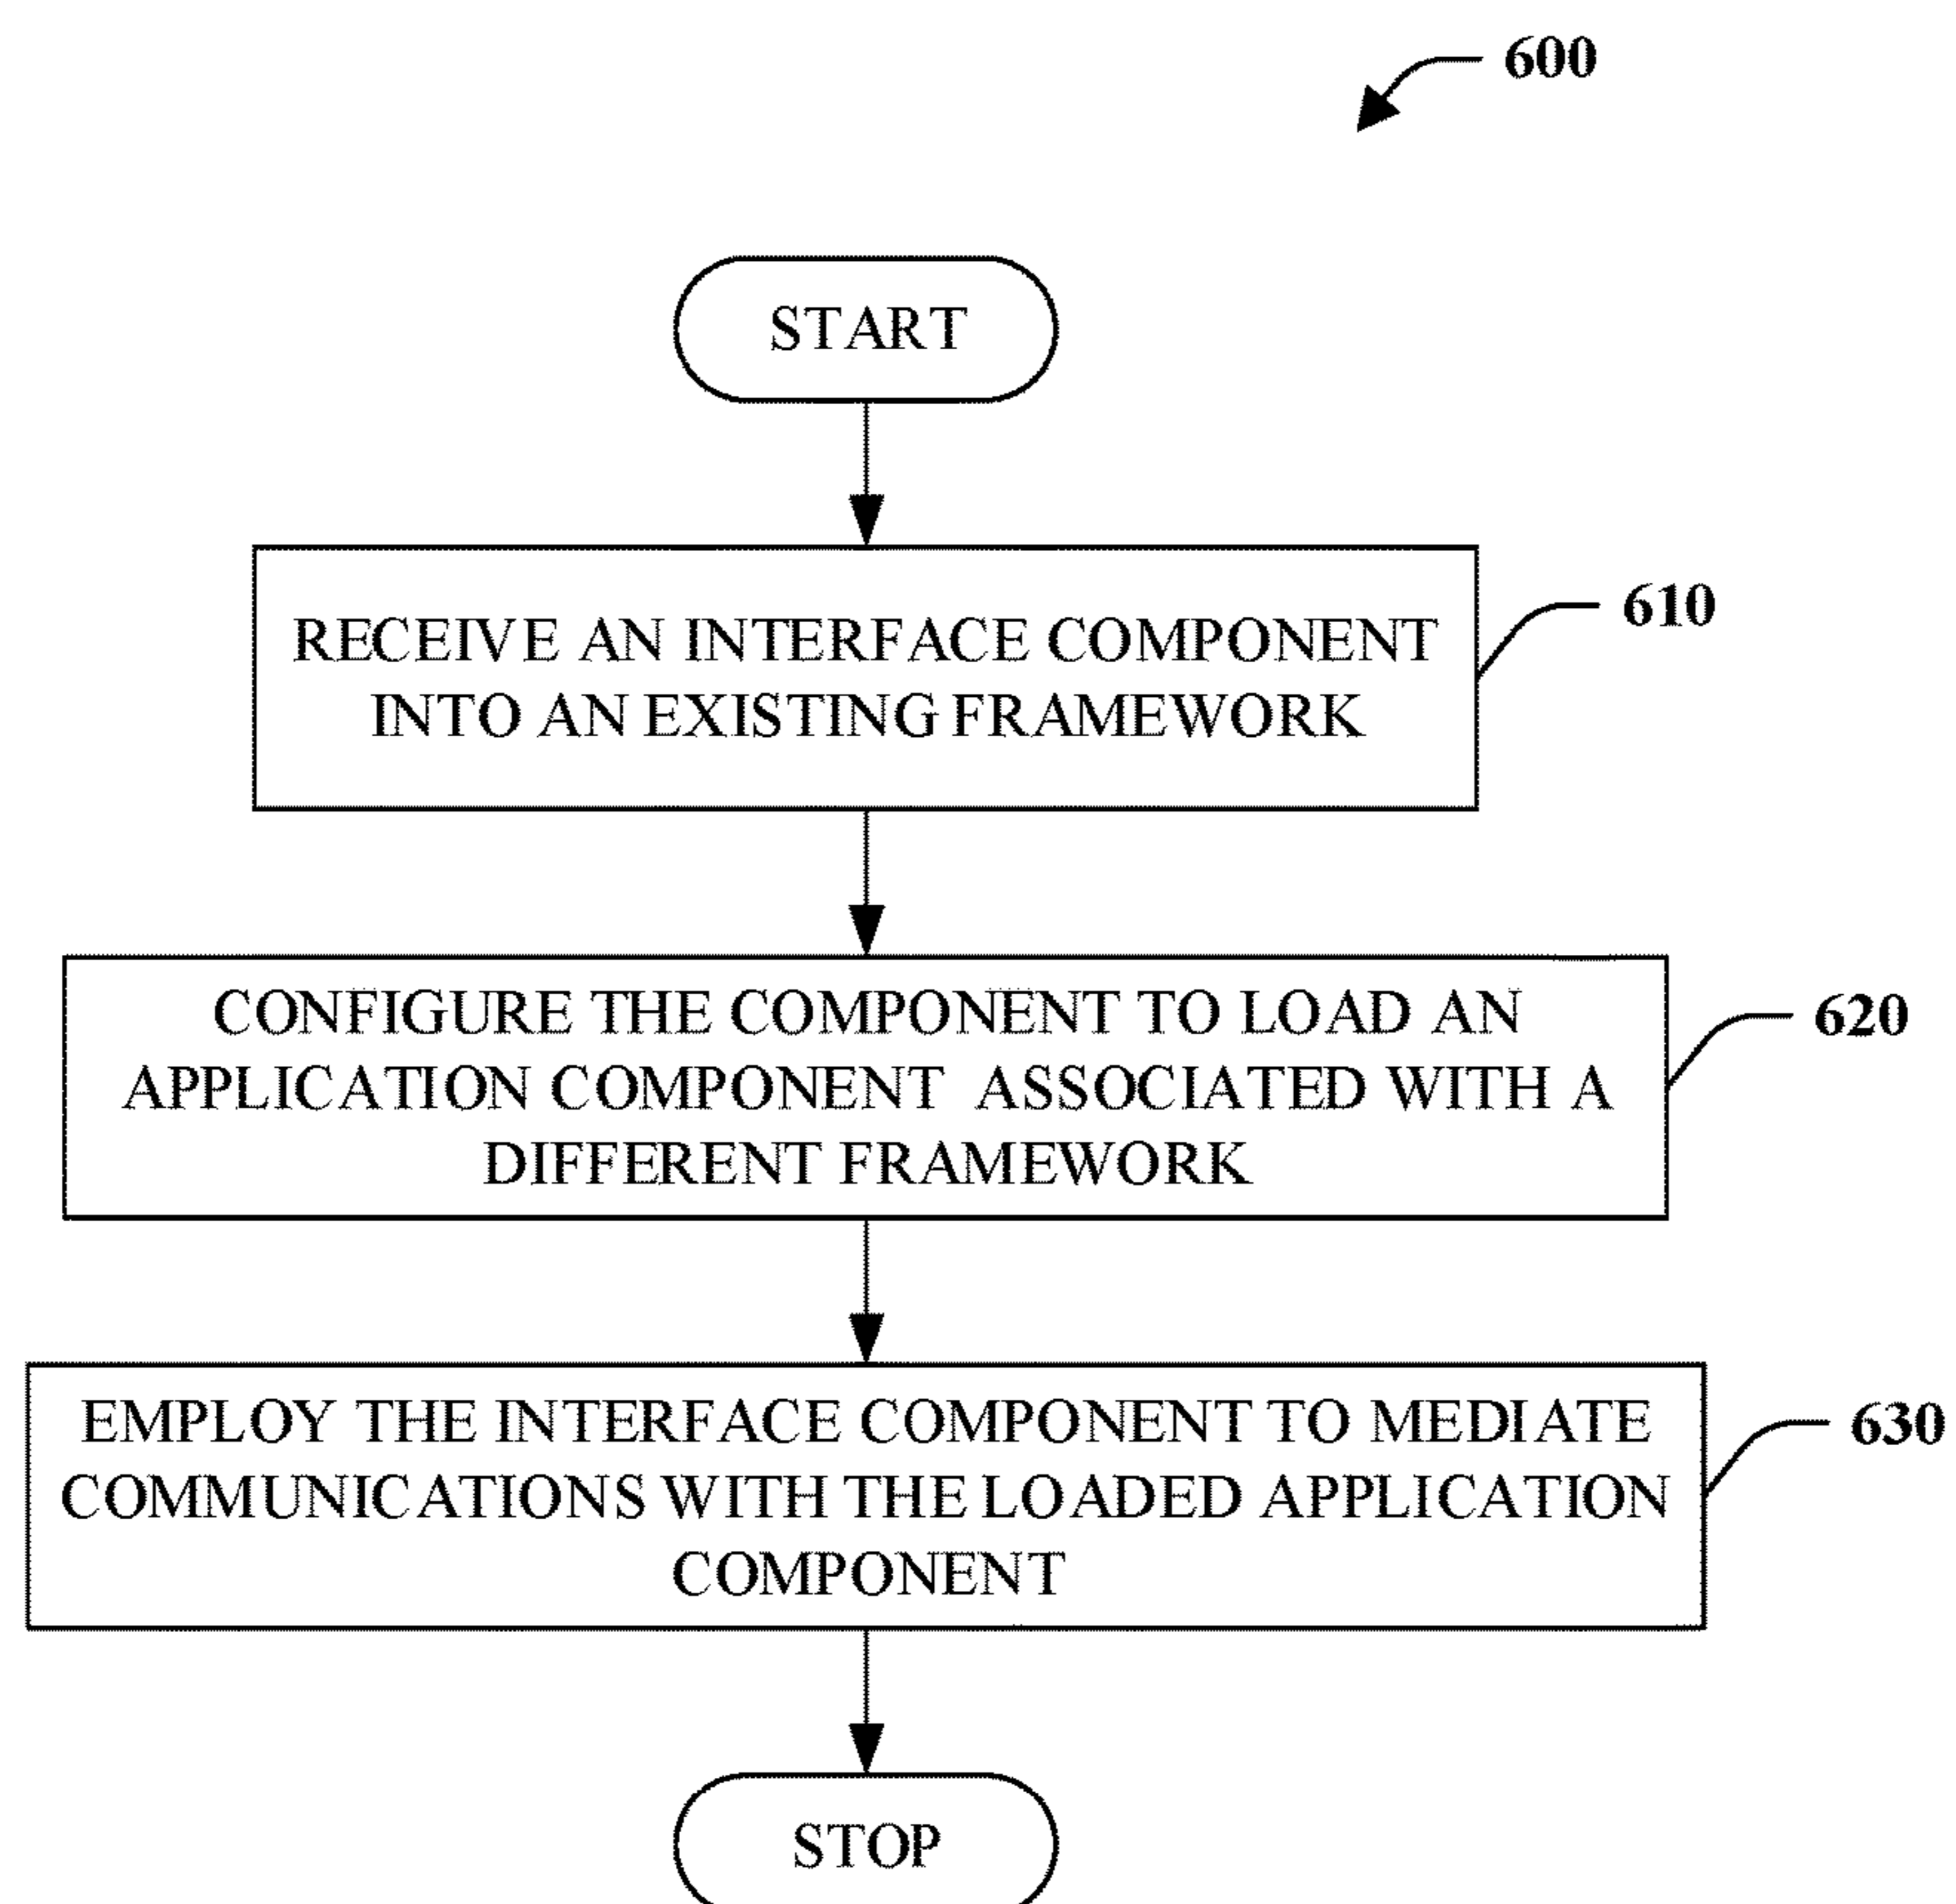 600
START
RECEIVE AN INTERFACE COMPONENT
INTO AN EXISTING FRAMEWORK
610
CONFIGURE THE COMPONENT TO LOAD AN
APPLICATION COMPONENT ASSOCIATED WITH A
DIFFERENT FRAMEWORK
620
EMPLOY THE INTERFACE COMPONENT TO MEDIATE
COMMUNICATIONS WITH THE LOADED APPLICATION
COMPONENT
630
STOP